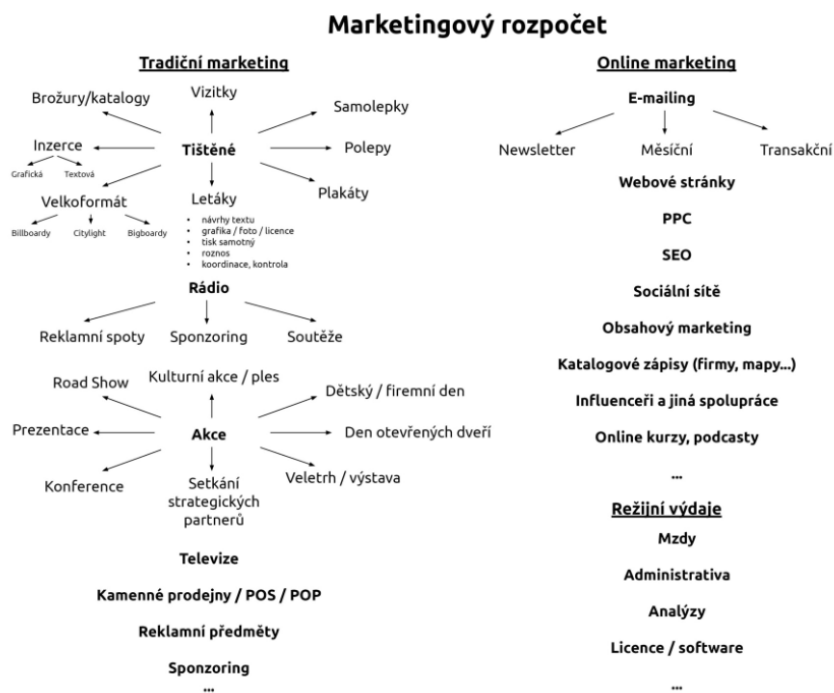 Marketingový rozpočet
Tradiční marketing
Brožury/katalogy
Vizitky
Samolepky
Inzerce
Tištěné
Polepy
Grafická
Textová
Plakáty
Velkoformát
Letáky
Billboardy
Citylight
Bigboardy
• návrhy textu
• grafika / foto / licence
• tisk samotný
• roznos
• koordinace, kontrola
Rádio
Reklamní spoty
Sponzoring
Soutěže
Road Show
Kulturní akce / ples
Dětský / firemní den
Prezentace
Akce
Den otevřených dveří
Konference
Setkání
strategických
partnerů
Veletrh / výstava
Televize
Kamenné prodejny / POS / POP
Reklamní předměty
Sponzoring
...
Online marketing
E-mailing
Newsletter
Měsíční
Transakční
Webové stránky
PPC
SEO
Sociální sítě
Obsahový marketing
Katalogové zápisy (firmy, mapy...)
Influenceři a jiná spolupráce
Online kurzy, podcasty
...
Režijní výdaje
Mzdy
Administrativa
Analýzy
Licence / software
...